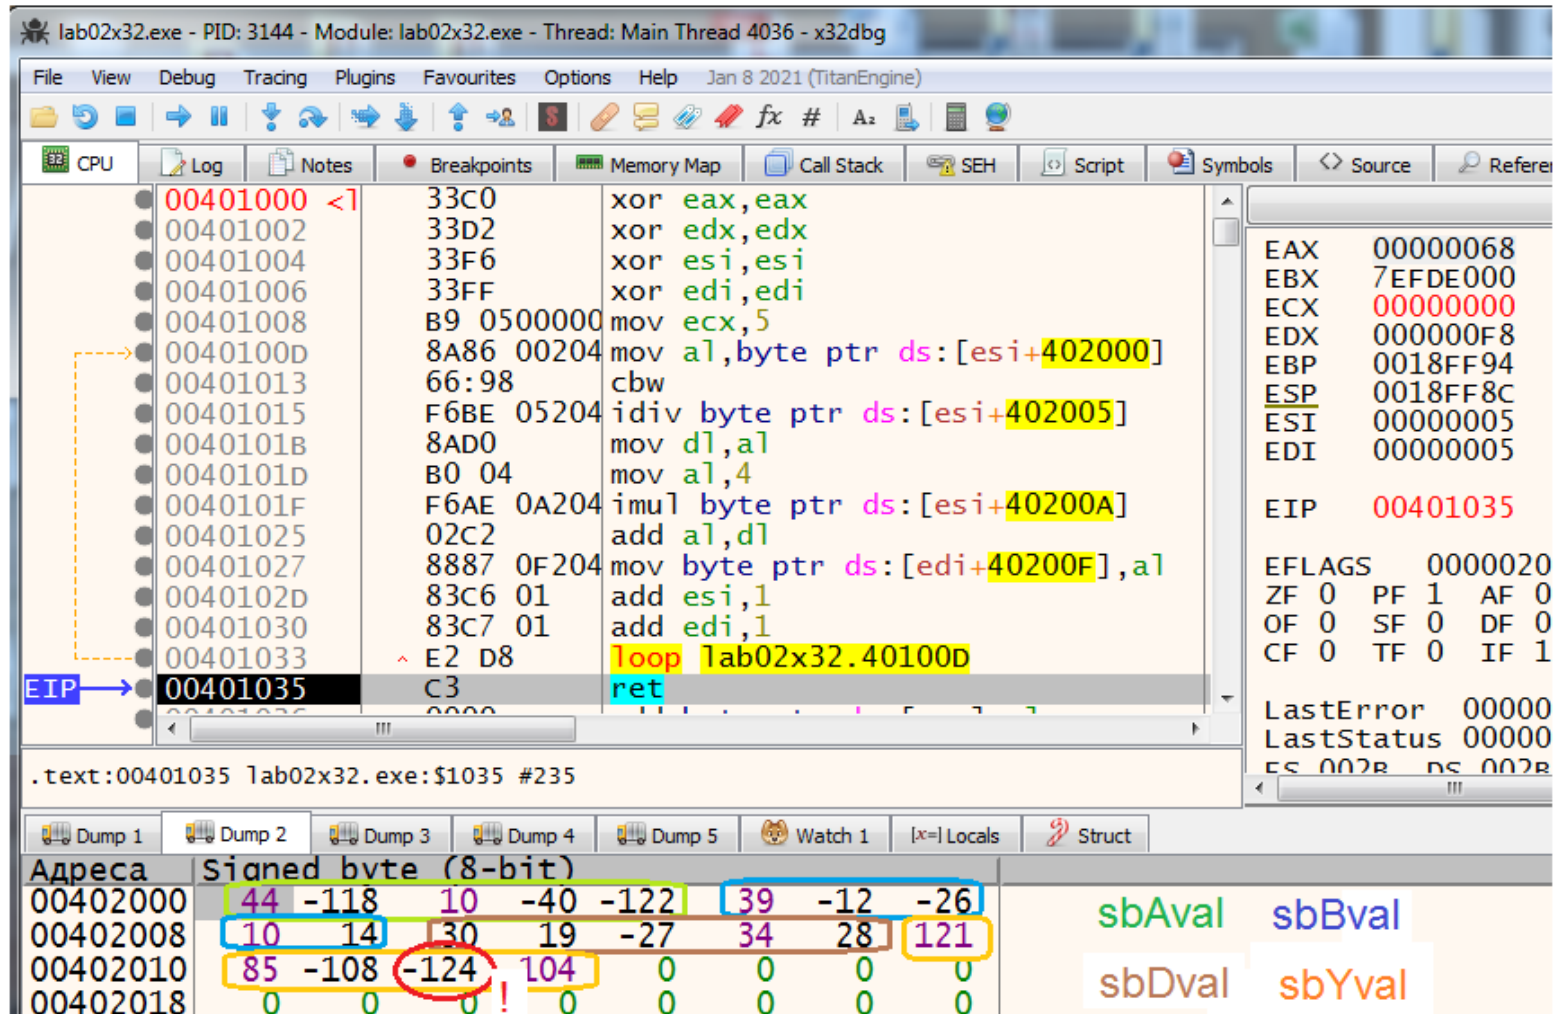 lab02x32.exe - PID: 3144 - Module: lab02x32.exe - Thread: Main Thread 4036 - x32dbg
File View Debug Tracing Plugins Favourites Options Help Jan 8 2021 (TitanEngine)
CPU Log Notes Breakpoints Memory Map Call Stack SEH Script Symbols Source Referen
00401000 <l 33C0 xor eax,eax
00401002 33D2 xor edx,edx
00401004 33F6 xor esi,esi
00401006 33FF xor edi,edi
00401008 B9 0500000 mov ecx,5
0040100D 8A86 00204 mov al,byte ptr ds:[esi+402000]
00401013 66:98 cbw
00401015 F6BE 05204 idiv byte ptr ds:[esi+402005]
0040101B 8AD0 mov dl,al
0040101D B0 04 mov al,4
0040101F F6AE 0A204 imul byte ptr ds:[esi+40200A]
00401025 02C2 add al,dl
00401027 8887 0F204 mov byte ptr ds:[edi+40200F],al
0040102D 83C6 01 add esi,1
00401030 83C7 01 add edi,1
00401033 ^ E2 D8 loop lab02x32.40100D
EIP 00401035 C3 ret
EAX 00000068
EBX 7EFDE000
ECX 00000000
EDX 000000F8
EBP 0018FF94
ESP 0018FF8C
ESI 00000005
EDI 00000005
EIP 00401035
EFLAGS 0000020
ZF 0 PF 1 AF 0
OF 0 SF 0 DF 0
CF 0 TF 0 IF 1
LastError 00000
LastStatus 00000
.text:00401035 lab02x32.exe:$1035 #235
Dump 1 Dump 2 Dump 3 Dump 4 Dump 5 Watch 1 [x=] Locals Struct
Адреса Signed byte (8-bit)
00402000 44 -118 10 -40 -122 39 -12 -26
00402008 10 14 30 19 -27 34 28 121
00402010 85 -108 -124 104 0 0 0 0
00402018 0 0 0 ! 0 0 0 0 0
sbAval sbBval
sbDval sbYval